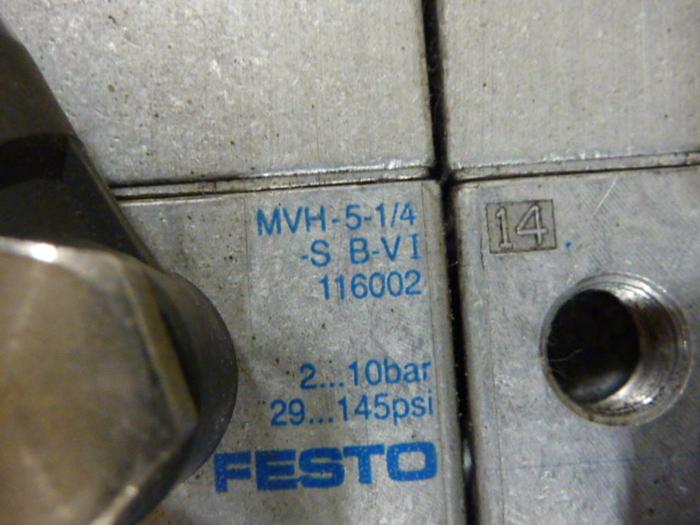 MVH-5-1/4
-S B-VI
116002
2...10bar
29...145psi
FESTO
14